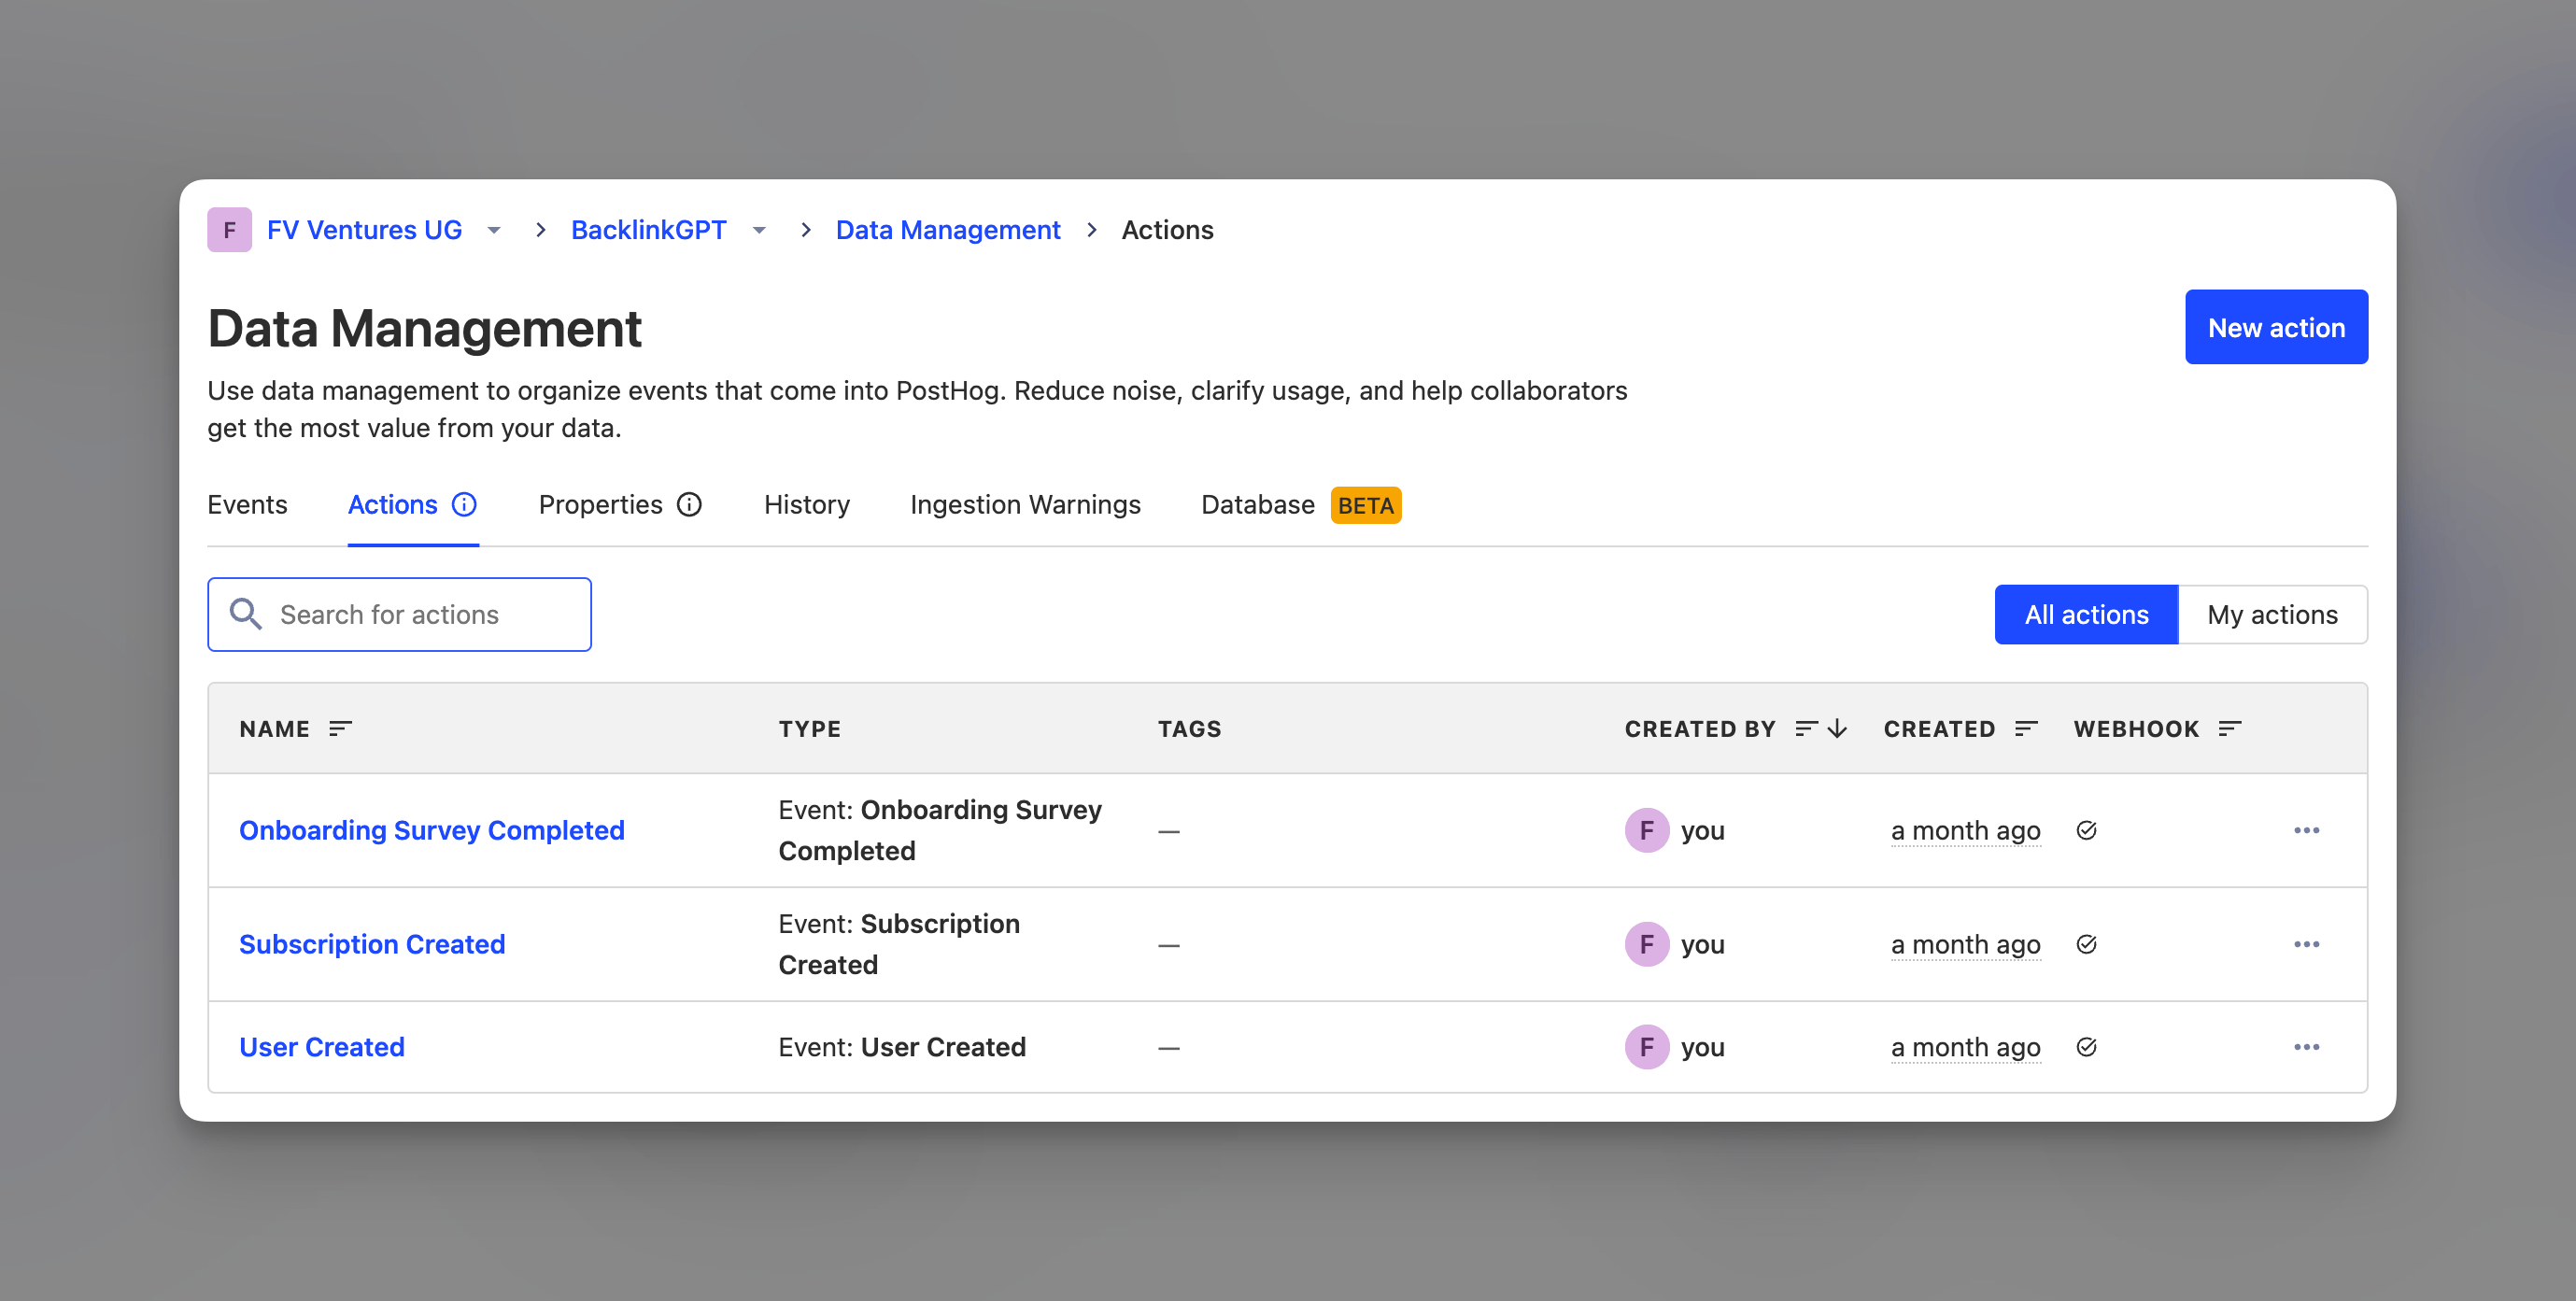 F FV Ventures UG > BacklinkGPT > Data Management > Actions
Data Management
New action
Use data management to organize events that come into PostHog. Reduce noise, clarify usage, and help collaborators
get the most value from your data.
Events Actions Properties History Ingestion Warnings Database BETA
Search for actions
All actions My actions
NAME TYPE TAGS CREATED BY CREATED WEBHOOK
Onboarding Survey Completed Event: Onboarding Survey
Completed — F you a month ago
Subscription Created Event: Subscription
Created — F you a month ago
User Created Event: User Created — F you a month ago